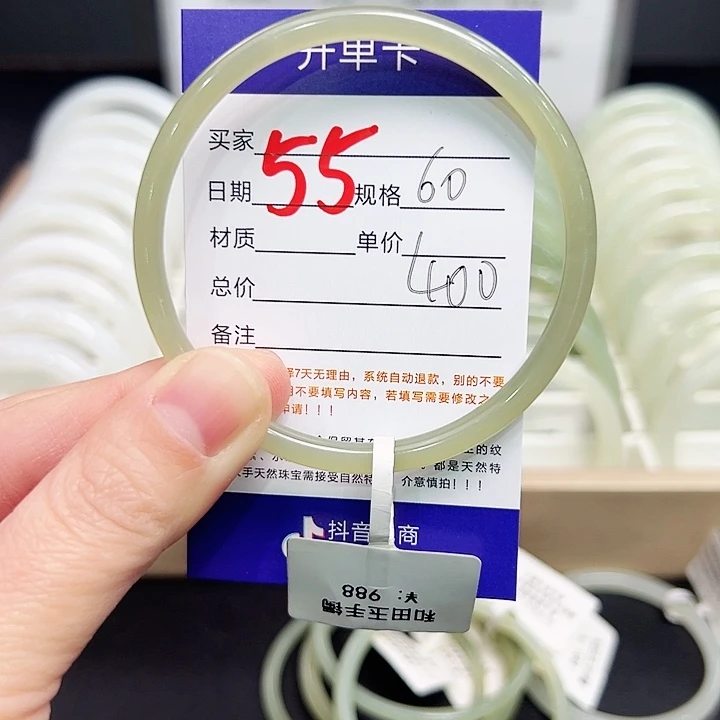 开单卡
买家
55
日期 规格 60
材质 单价 400
总价
备注
7天无理由，系统自动退款，别的不要
不要填写内容，若填写需要修改之
申请！！！
的纹
都是天然特
手天然珠宝需接受自然特 介意慎拍！！！
抖音 商
和田玉手镯
988